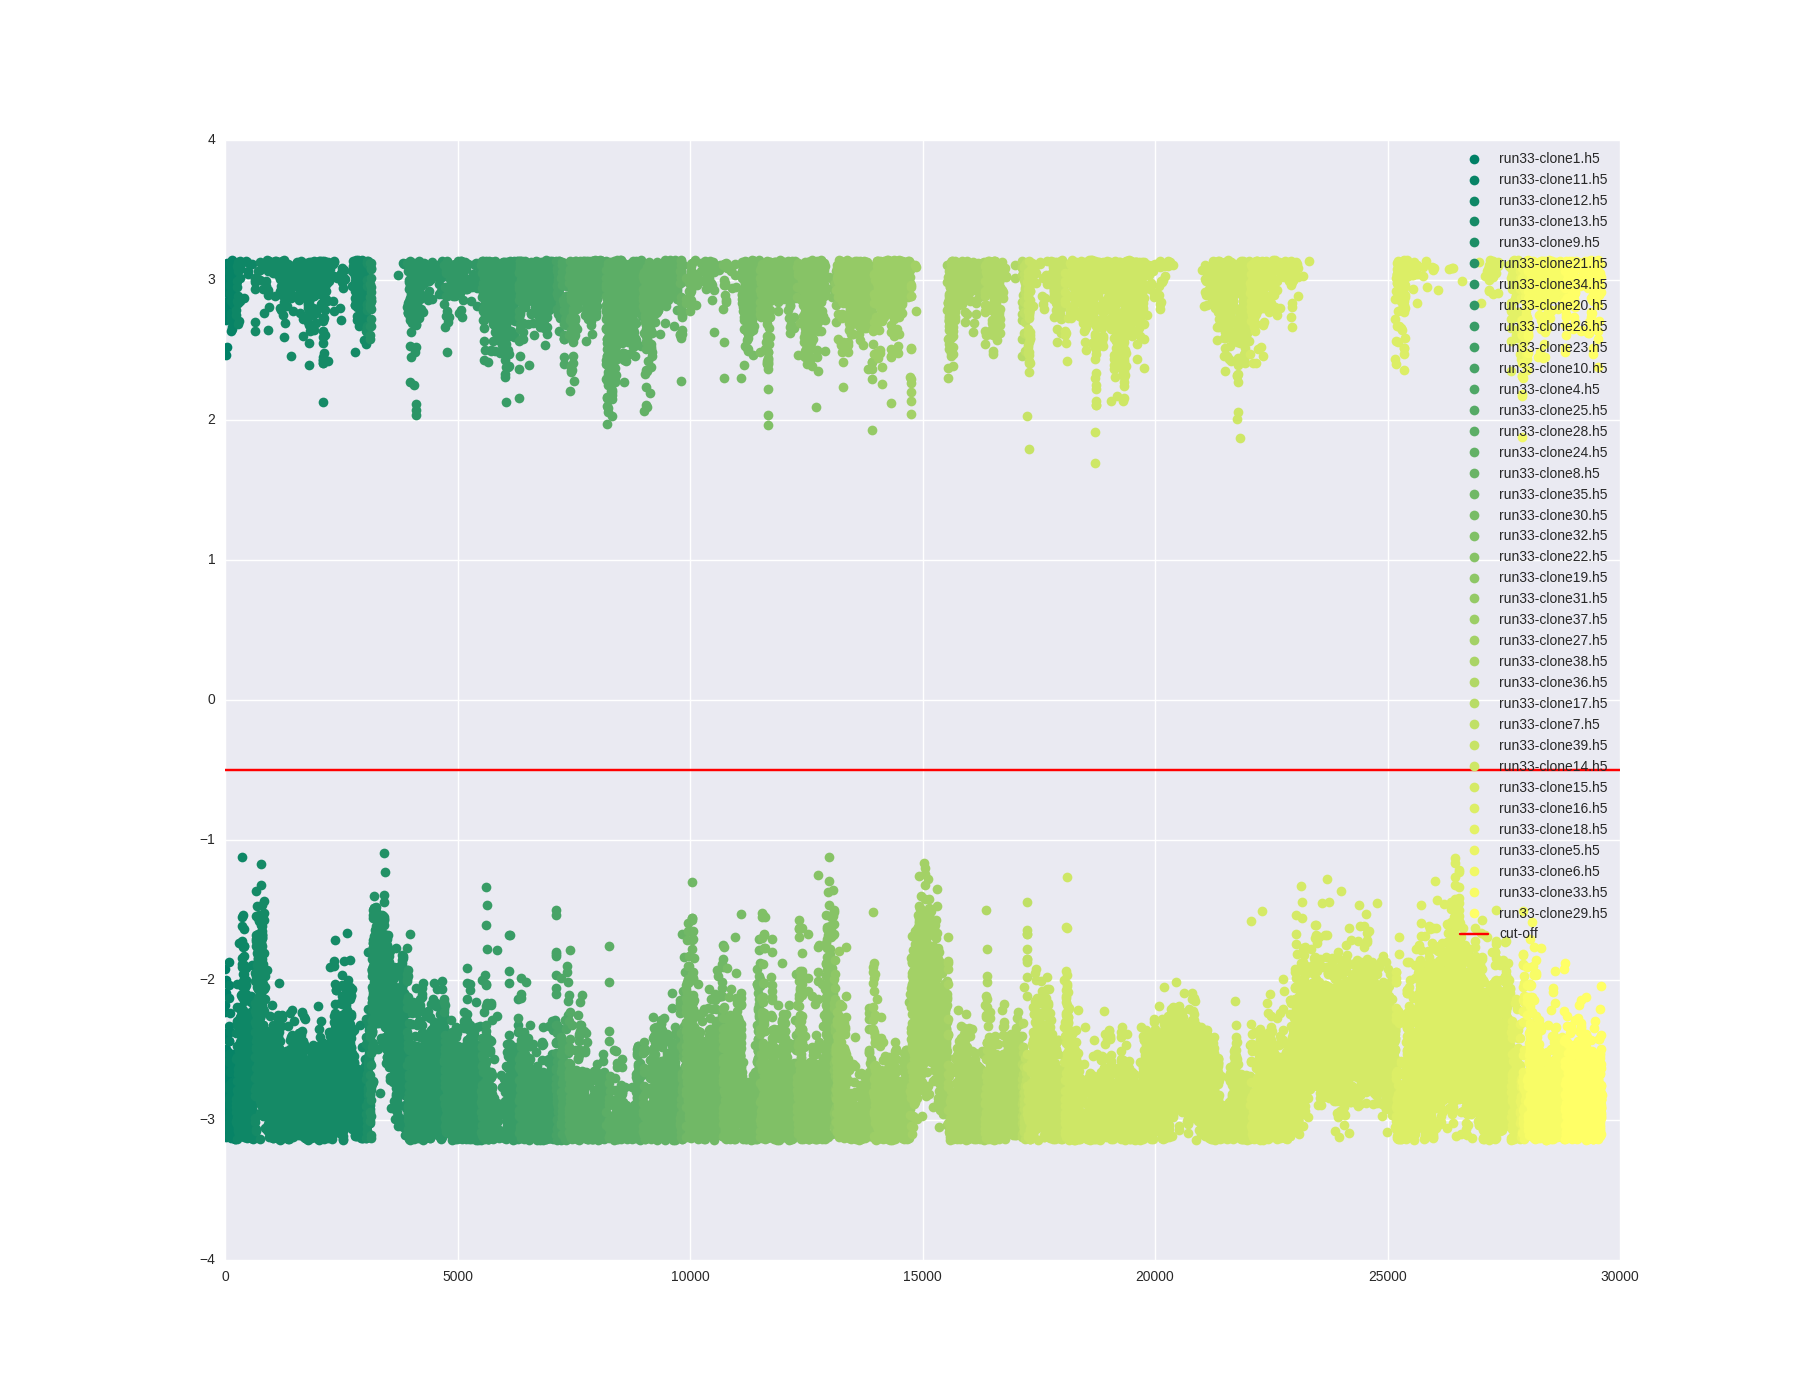 4
3
2
1
0
−1
−2
−3
−4
0
5000
10000
15000
20000
25000
30000
run33-clone1.h5
run33-clone11.h5
run33-clone12.h5
run33-clone13.h5
run33-clone9.h5
run33-clone21.h5
run33-clone34.h5
run33-clone20.h5
run33-clone26.h5
run33-clone23.h5
run33-clone10.h5
run33-clone4.h5
run33-clone25.h5
run33-clone28.h5
run33-clone24.h5
run33-clone8.h5
run33-clone35.h5
run33-clone30.h5
run33-clone32.h5
run33-clone22.h5
run33-clone19.h5
run33-clone31.h5
run33-clone37.h5
run33-clone27.h5
run33-clone38.h5
run33-clone36.h5
run33-clone17.h5
run33-clone7.h5
run33-clone39.h5
run33-clone14.h5
run33-clone15.h5
run33-clone16.h5
run33-clone18.h5
run33-clone5.h5
run33-clone6.h5
run33-clone33.h5
run33-clone29.h5
cut-off